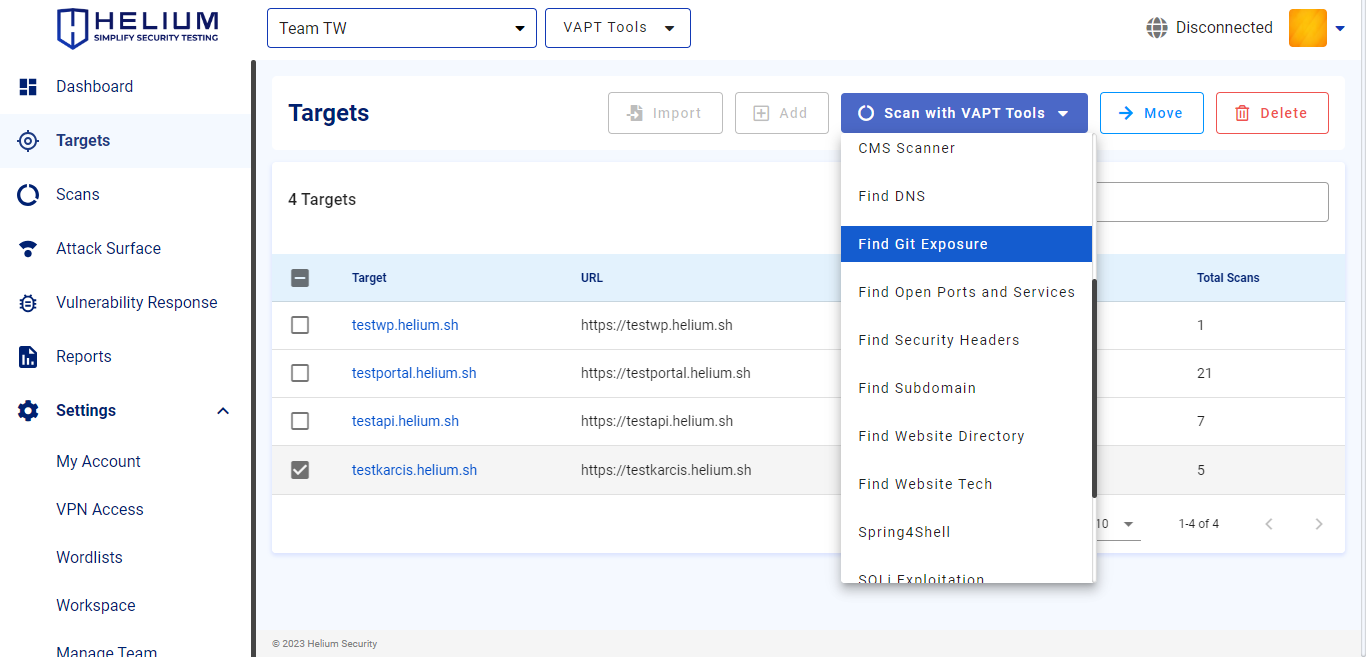 HELIUM
SIMPLIFY SECURITY TESTING
Team TW
VAPT Tools
Disconnected
Dashboard
Targets
Scans
Attack Surface
Vulnerability Response
Reports
Settings
My Account
VPN Access
Wordlists
Workspace
Manage Team
Targets
Import
Add
Scan with VAPT Tools
Move
Delete
CMS Scanner
Find DNS
Find Git Exposure
Find Open Ports and Services
Find Security Headers
Find Subdomain
Find Website Directory
Find Website Tech
Spring4Shell
SQLi Exploitation
4 Targets
Target URL Total Scans
testwp.helium.sh https://testwp.helium.sh 1
testportal.helium.sh https://testportal.helium.sh 21
testapi.helium.sh https://testapi.helium.sh 7
testkarcis.helium.sh https://testkarcis.helium.sh 5
10 1-4 of 4
© 2023 Helium Security